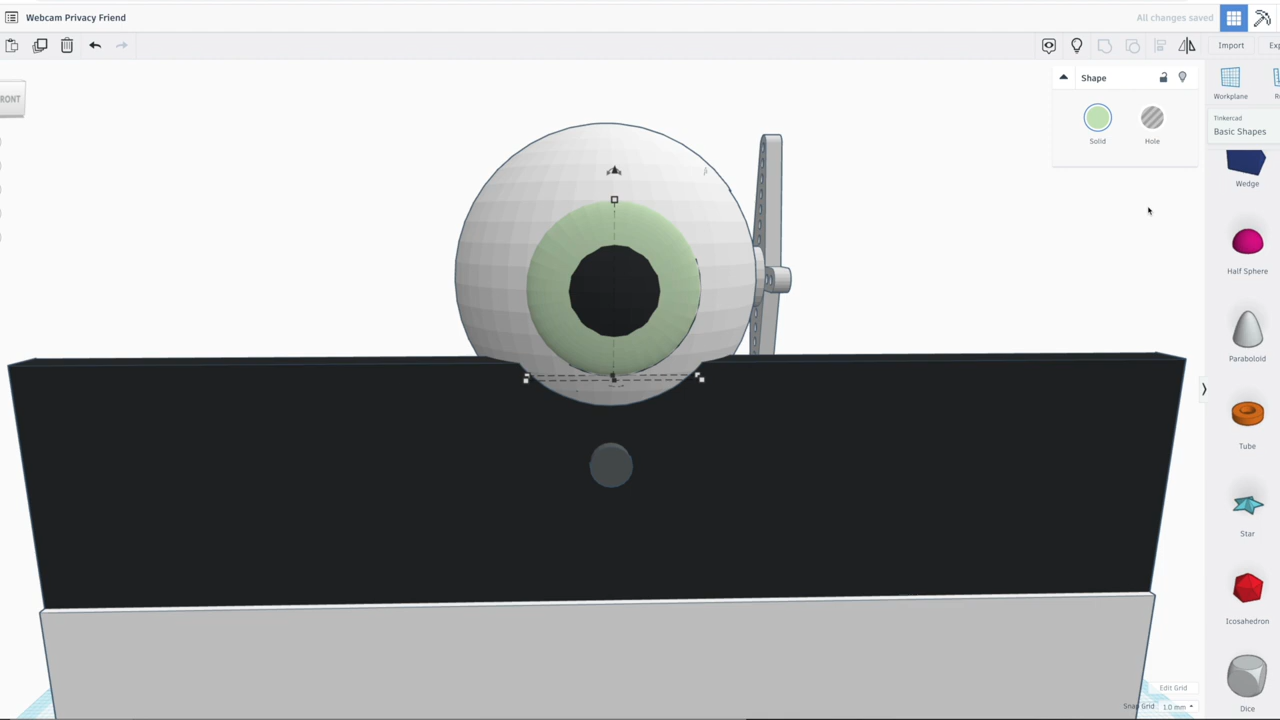 Webcam Privacy Friend
All changes saved
Import
FRONT
Shape
Solid
Hole
Workplane
Tinkercad
Basic Shapes
Wedge
Half Sphere
Paraboloid
Tube
Star
Icosahedron
Dice
Edit Grid
Snap Grid 1.0 mm